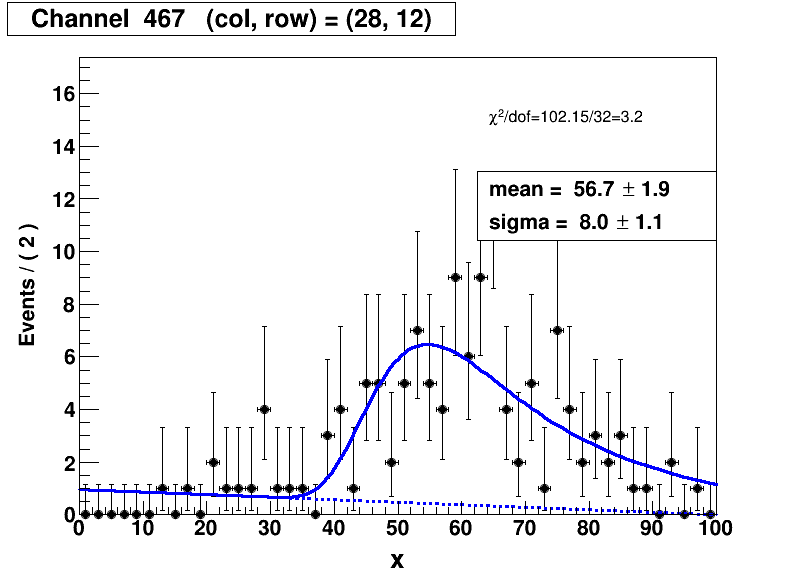 Channel 467 (col, row) = (28, 12)
χ²/dof=102.15/32=3.2
mean = 56.7 ± 1.9
sigma = 8.0 ± 1.1
Events / ( 2 )
16
14
12
10
8
6
4
2
0
0 10 20 30 40 50 60 70 80 90 100
x